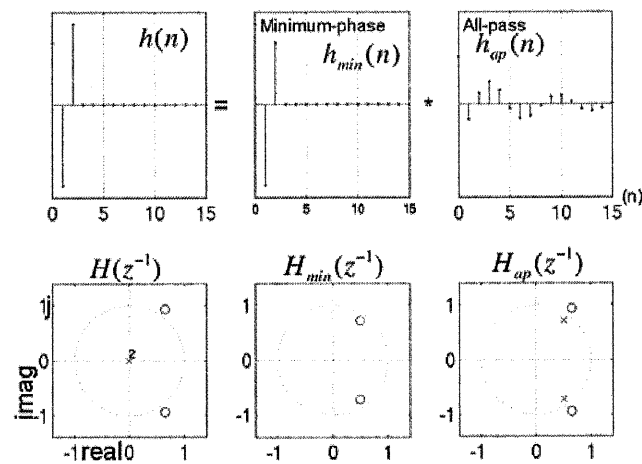 h(n)
Minimum-phase
h_min(n)
All-pass
h_ap(n)
=
*
0 5 10 15
0 5 10 15
0 5 10 15
(n)
H(z⁻¹)
H_min(z⁻¹)
H_ap(z⁻¹)
1j
0
-1
jmag
2
-1 real 0 1
1
0
-1
-1 0 1
1
0
-1
-1 0 1